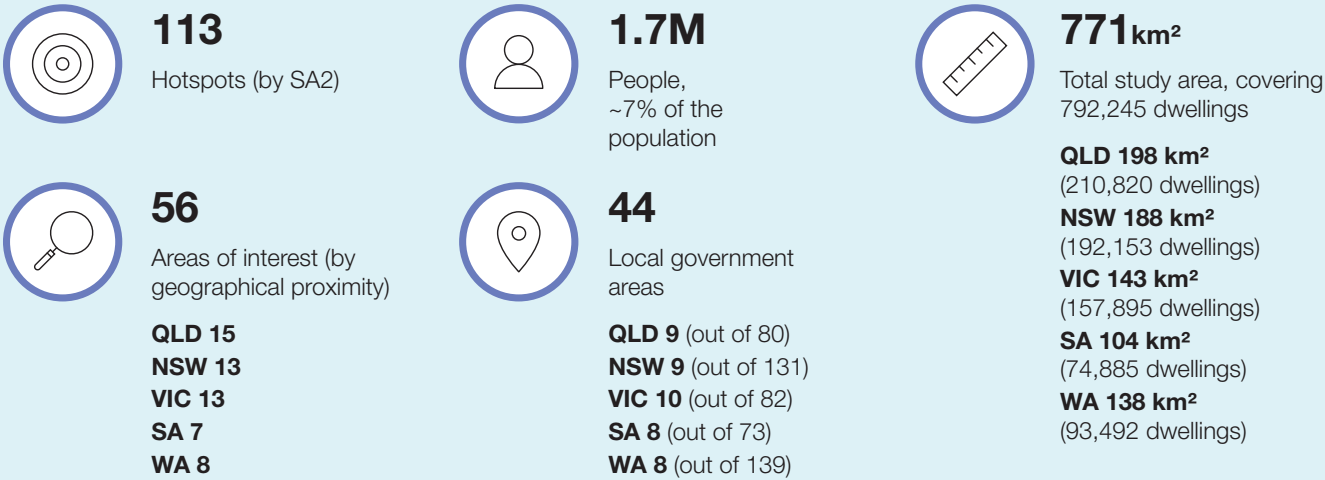 113
Hotspots (by SA2)
1.7M
People,
~7% of the
population
771km²
Total study area, covering
792,245 dwellings
QLD 198 km²
(210,820 dwellings)
NSW 188 km²
(192,153 dwellings)
VIC 143 km²
(157,895 dwellings)
SA 104 km²
(74,885 dwellings)
WA 138 km²
(93,492 dwellings)
56
Areas of interest (by
geographical proximity)
QLD 15
NSW 13
VIC 13
SA 7
WA 8
44
Local government
areas
QLD 9 (out of 80)
NSW 9 (out of 131)
VIC 10 (out of 82)
SA 8 (out of 73)
WA 8 (out of 139)